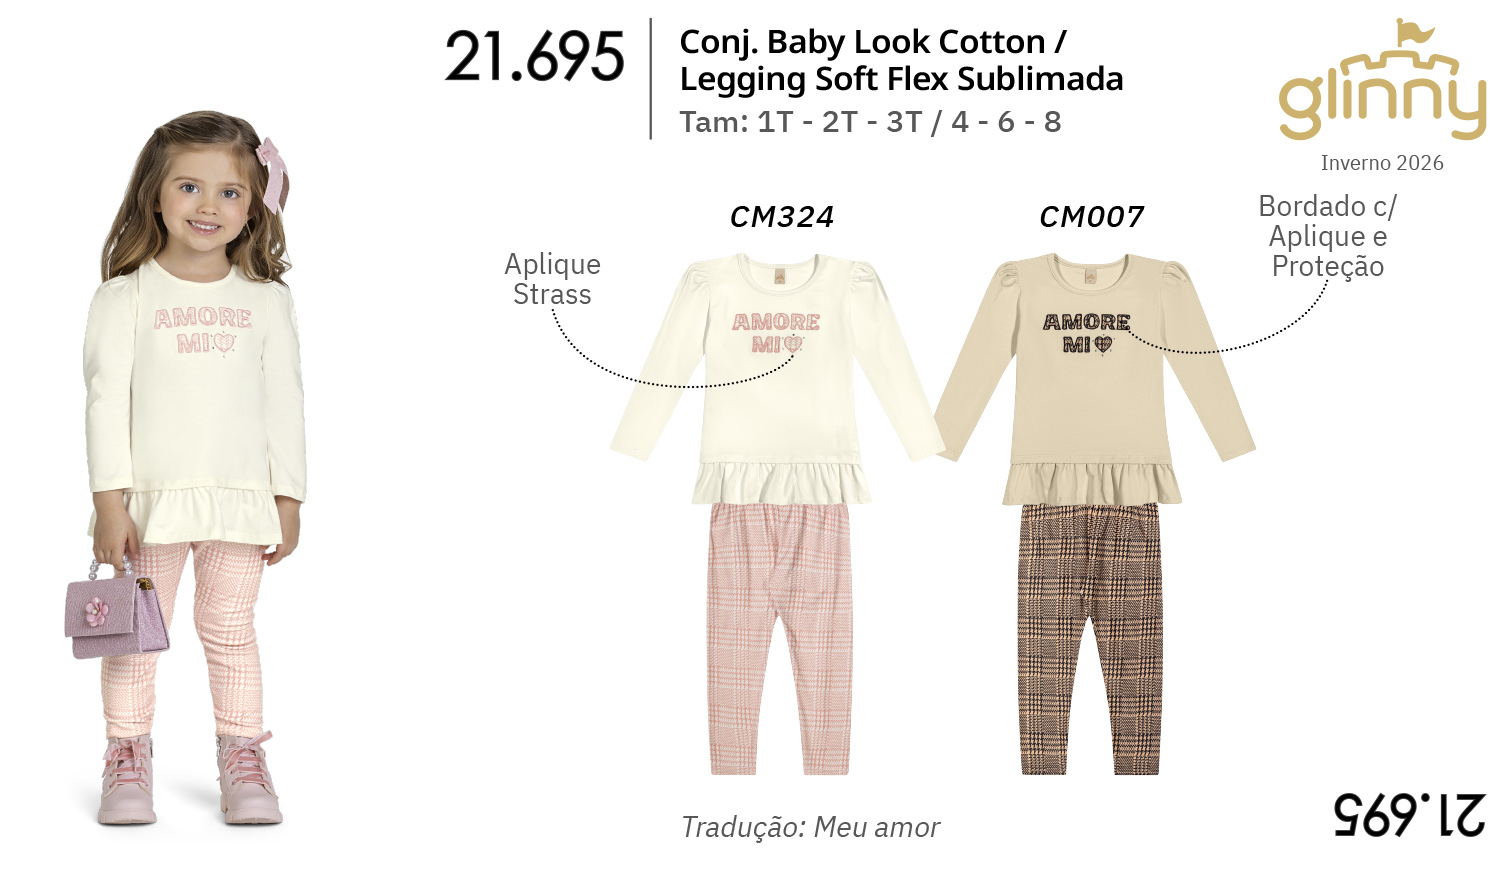 21.695
Conj. Baby Look Cotton /
Legging Soft Flex Sublimada
Tam: 1T - 2T - 3T / 4 - 6 - 8
glinny
Inverno 2026
CM324
CM007
Aplique
Strass
Bordado c/
Aplique e
Proteção
AMORE
MI
AMORE
MI
AMORE
MI
Tradução: Meu amor
21.695